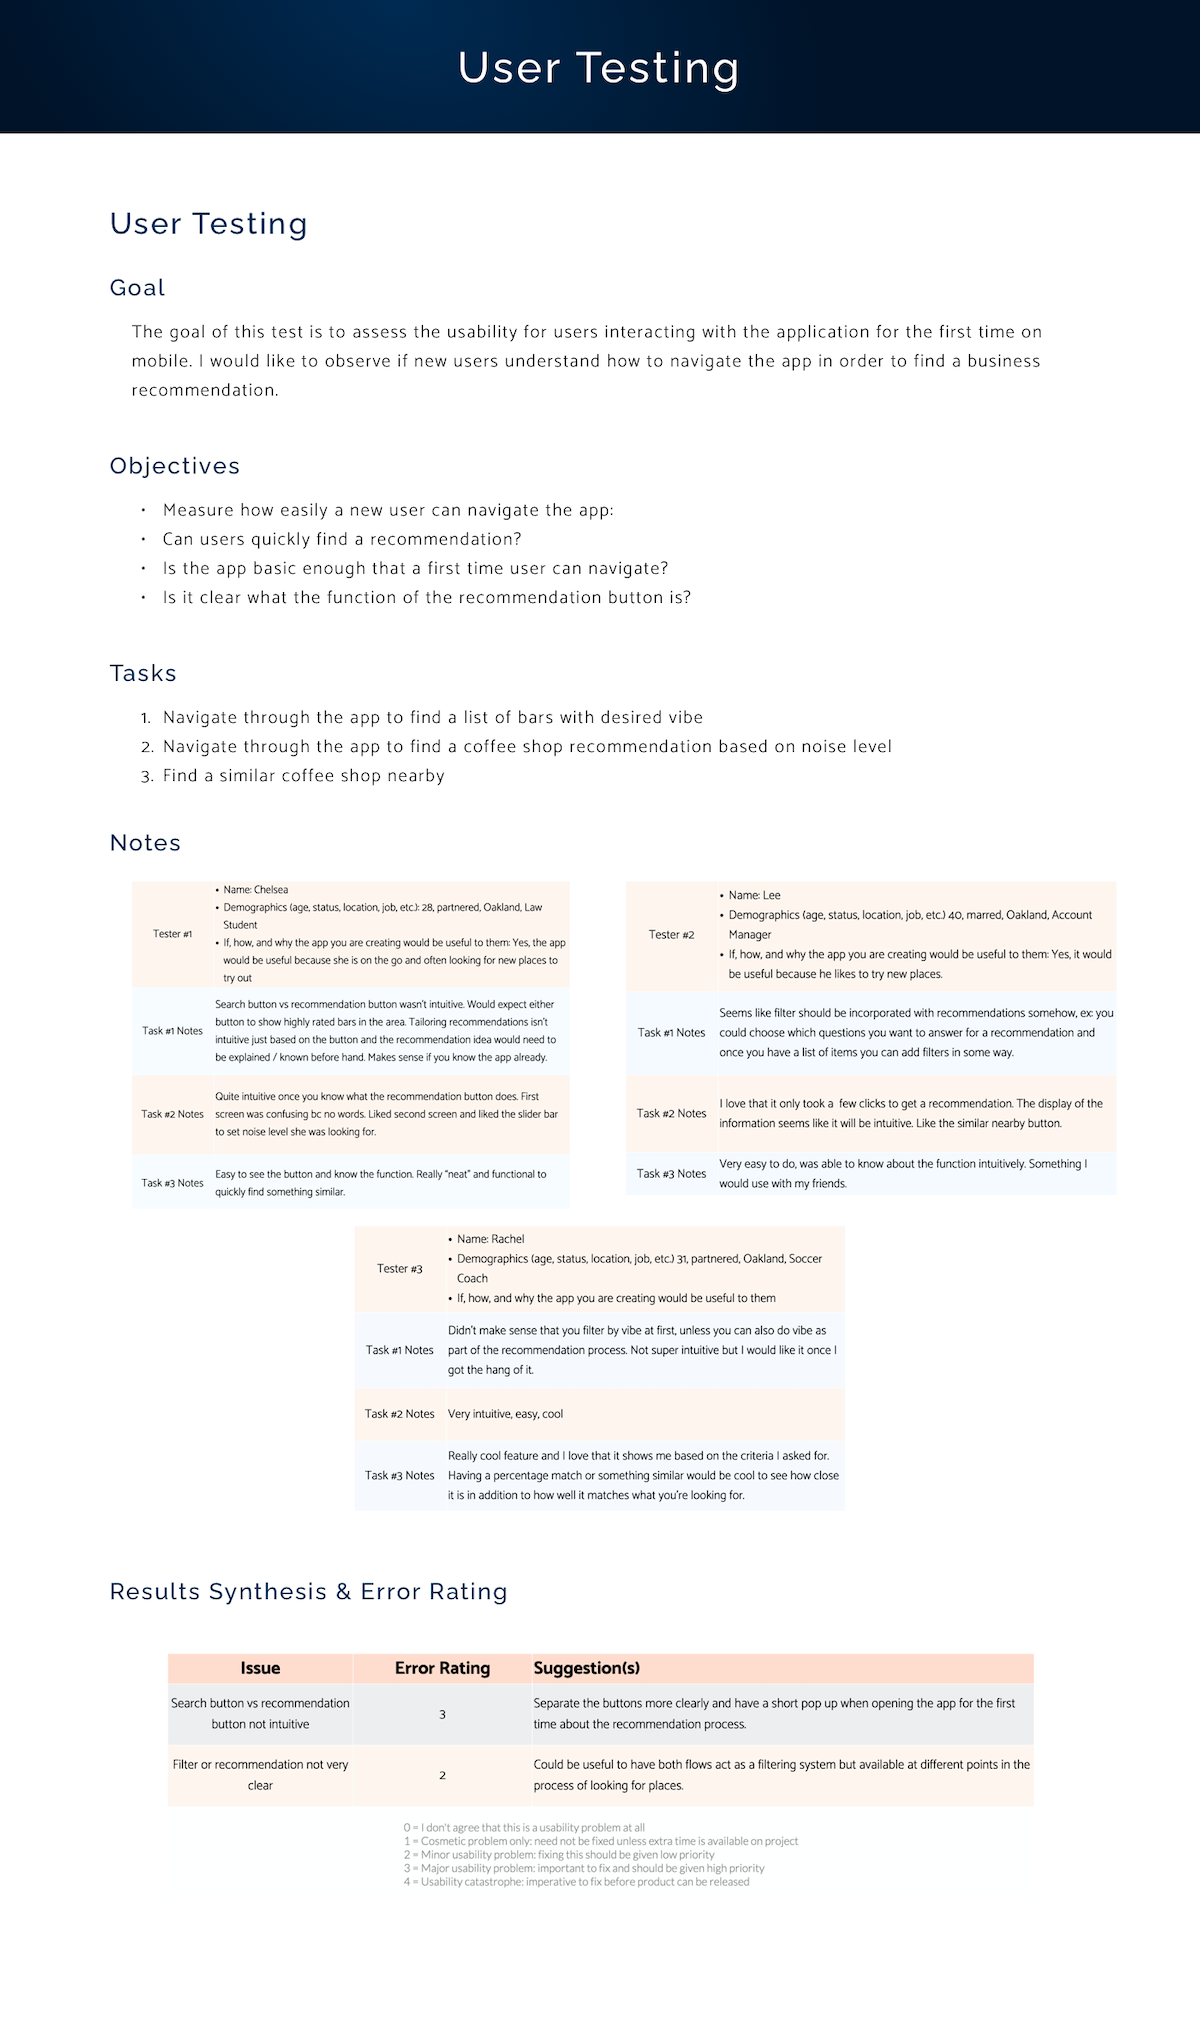 User Testing
User Testing
Goal
The goal of this test is to assess the usability for users interacting with the application for the first time on
mobile. I would like to observe if new users understand how to navigate the app in order to find a business
recommendation.
Objectives
• Measure how easily a new user can navigate the app:
• Can users quickly find a recommendation?
• Is the app basic enough that a first time user can navigate?
• Is it clear what the function of the recommendation button is?
Tasks
1. Navigate through the app to find a list of bars with desired vibe
2. Navigate through the app to find a coffee shop recommendation based on noise level
3. Find a similar coffee shop nearby
Notes
Tester #1
• Name: Chelsea
• Demographics (age, status, location, job, etc.): 28, partnered, Oakland, Law
Student
• If, how, and why the app you are creating would be useful to them: Yes, the app
would be useful because she is on the go and often looking for new places to
try out
Task #1 Notes
Search button vs recommendation button wasn't intuitive. Would expect either
button to show highly rated bars in the area. Tailoring recommendations isn't
intuitive just based on the button and the recommendation idea would need to
be explained / known before hand. Makes sense if you know the app already.
Task #2 Notes
Quite intuitive once you know what the recommendation button does. First
screen was confusing bc no words. Liked second screen and liked the slider bar
to set noise level she was looking for.
Task #3 Notes
Easy to see the button and know the function. Really "neat" and functional to
quickly find something similar.
Tester #2
• Name: Lee
• Demographics (age, status, location, job, etc.) 40, marred, Oakland, Account
Manager
• If, how, and why the app you are creating would be useful to them: Yes, it would
be useful because he likes to try new places.
Task #1 Notes
Seems like filter should be incorporated with recommendations somehow, ex: you
could choose which questions you want to answer for a recommendation and
once you have a list of items you can add filters in some way.
Task #2 Notes
I love that it only took a few clicks to get a recommendation. The display of the
information seems like it will be intuitive. Like the similar nearby button.
Task #3 Notes
Very easy to do, was able to know about the function intuitively. Something I
would use with my friends.
Tester #3
• Name: Rachel
• Demographics (age, status, location, job, etc.) 31, partnered, Oakland, Soccer
Coach
• If, how, and why the app you are creating would be useful to them
Task #1 Notes
Didn't make sense that you filter by vibe at first, unless you can also do vibe as
part of the recommendation process. Not super intuitive but I would like it once I
got the hang of it.
Task #2 Notes
Very intuitive, easy, cool
Task #3 Notes
Really cool feature and I love that it shows me based on the criteria I asked for.
Having a percentage match or something similar would be cool to see how close
it is in addition to how well it matches what you're looking for.
Results Synthesis & Error Rating
Issue
Error Rating
Suggestion(s)
Search button vs recommendation
button not intuitive
3
Separate the buttons more clearly and have a short pop up when opening the app for the first
time about the recommendation process.
Filter or recommendation not very
clear
2
Could be useful to have both flows act as a filtering system but available at different points in the
process of looking for places.
0 = I don't agree that this is a usability problem at all
1 = Cosmetic problem only: need not be fixed unless extra time is available on project
2 = Minor usability problem: fixing this should be given low priority
3 = Major usability problem: important to fix and should be given high priority
4 = Usability catastrophe: imperative to fix before product can be released